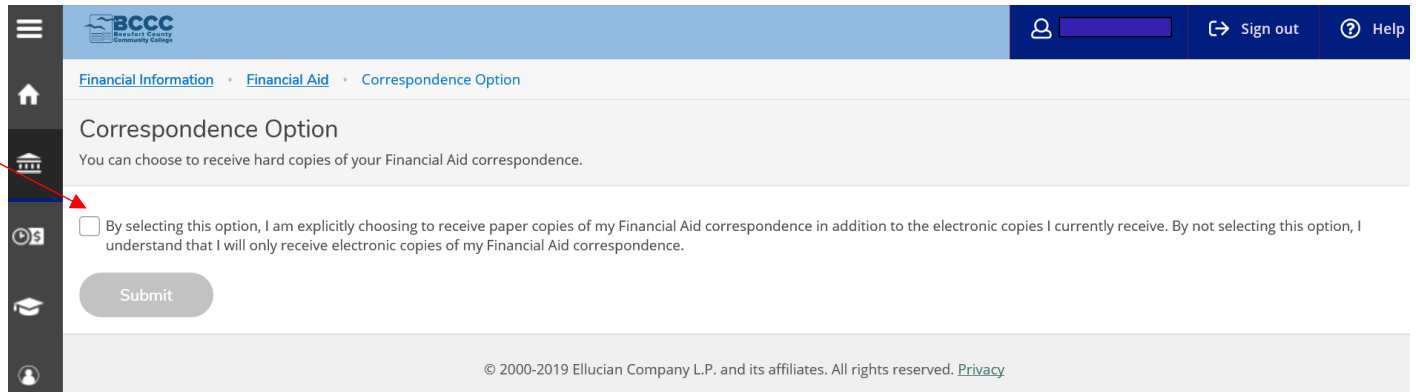 BCCC
Beaufort County
Community College
Sign out
Help
Financial Information • Financial Aid • Correspondence Option
Correspondence Option
You can choose to receive hard copies of your Financial Aid correspondence.
By selecting this option, I am explicitly choosing to receive paper copies of my Financial Aid correspondence in addition to the electronic copies I currently receive. By not selecting this option, I
understand that I will only receive electronic copies of my Financial Aid correspondence.
Submit
© 2000-2019 Ellucian Company L.P. and its affiliates. All rights reserved. Privacy